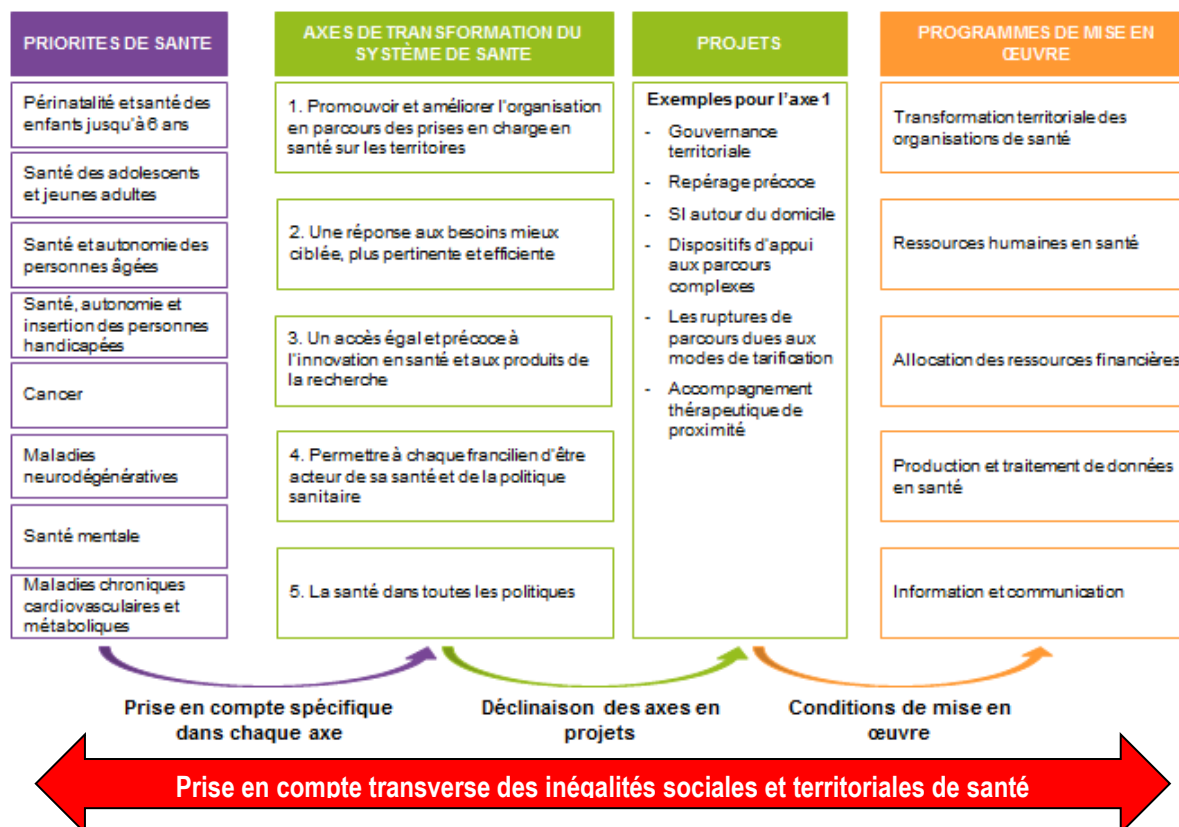 PRIORITES DE SANTE
Périnatalité et santé des
enfants jusqu'à 6 ans
Santé des adolescents
et jeunes adultes
Santé et autonomie des
personnes âgées
Santé, autonomie et
insertion des personnes
handicapées
Cancer
Maladies
neurodégénératives
Santé mentale
Maladies chroniques
cardiovasculaires et
métaboliques
AXES DE TRANSFORMATION DU
SYSTÈME DE SANTE
1. Promouvoir et améliorer l'organisation
en parcours des prises en charge en
santé sur les territoires
2. Une réponse aux besoins mieux
ciblée, plus pertinente et efficiente
3. Un accès égal et précoce à
l'innovation en santé et aux produits de
la recherche
4. Permettre à chaque francilien d'être
acteur de sa santé et de la politique
sanitaire
5. La santé dans toutes les politiques
PROJETS
Exemples pour l'axe 1
- Gouvernance
territoriale
- Repérage précoce
- SI autour du domicile
- Dispositifs d'appui
aux parcours
complexes
- Les ruptures de
parcours dues aux
modes de tarification
- Accompagnement
thérapeutique de
proximité
PROGRAMMES DE MISE EN
ŒUVRE
Transformation territoriale des
organisations de santé
Ressources humaines en santé
Allocation des ressources financières
Production et traitement de données
en santé
Information et communication
Prise en compte spécifique
dans chaque axe
Déclinaison des axes en
projets
Conditions de mise en
œuvre
Prise en compte transverse des inégalités sociales et territoriales de santé